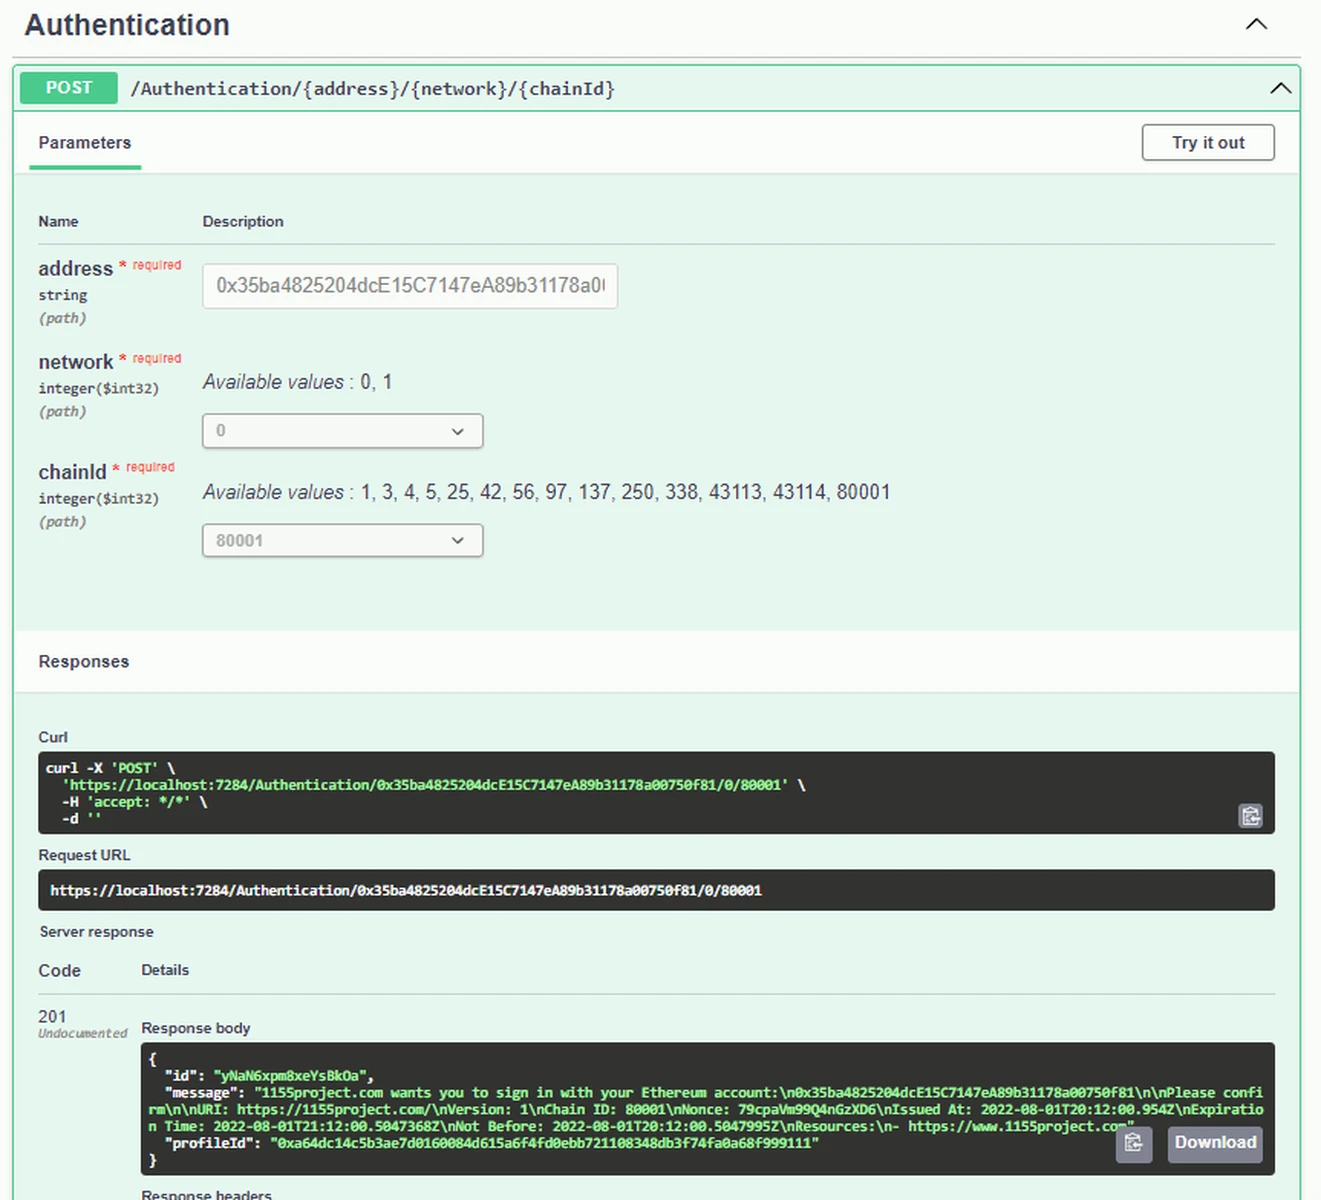 Authentication
POST /Authentication/{address}/{network}/{chainId}
Parameters
Try it out
Name Description
address * required
string
(path)
0x35ba4825204dcE15C7147eA89b31178a0
network * required
integer($int32)
(path)
Available values : 0, 1
0
chainId * required
integer($int32)
(path)
Available values : 1, 3, 4, 5, 25, 42, 56, 97, 137, 250, 338, 43113, 43114, 80001
80001
Responses
Curl
curl -X 'POST' \
'https://localhost:7284/Authentication/0x35ba4825204dcE15C7147eA89b31178a00750f81/0/80001' \
-H 'accept: */*' \
-d ''
Request URL
https://localhost:7284/Authentication/0x35ba4825204dcE15C7147eA89b31178a00750f81/0/80001
Server response
Code Details
201
Undocumented
Response body
{
"id": "yNaN6xpm8xeYsBkOa",
"message": "1155project.com wants you to sign in with your Ethereum account:\n0x35ba4825204dcE15C7147eA89b31178a00750f81\n\nPlease confi
rm\n\nURI: https://1155project.com/\nVersion: 1\nChain ID: 80001\nNonce: 79cpaVm99Q4nGzXD6\nIssued At: 2022-08-01T20:12:00.954Z\nExpiratio
n Time: 2022-08-01T21:12:00.5047368Z\nNot Before: 2022-08-01T20:12:00.5047995Z\nResources:\n- https://www.1155project.com"
"profileId": "0xa64dc14c5b3ae7d0160084d615a6f4fd0ebb721108348db3f74fa0a68f999111"
}
Download
Response headers